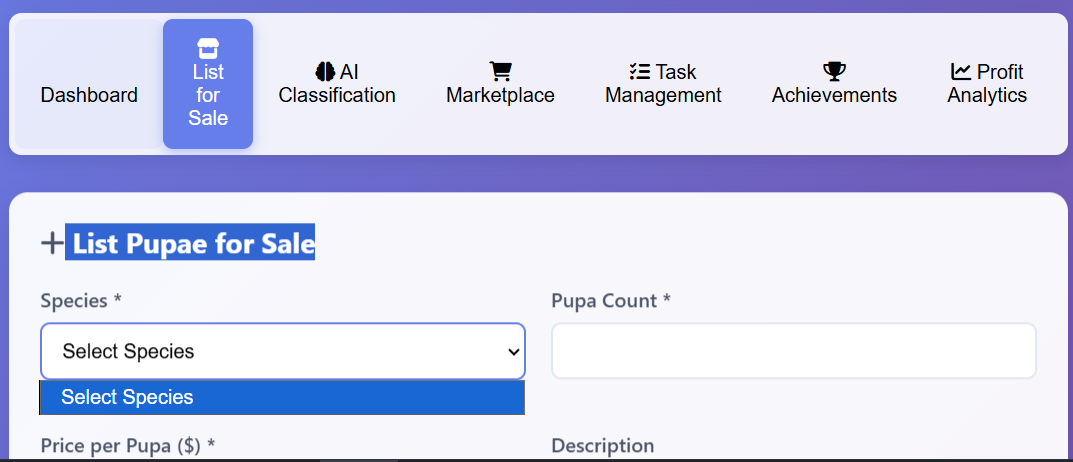 Dashboard
List
for
Sale
AI
Classification
Marketplace
Task
Management
Achievements
Profit
Analytics
List Pupae for Sale
Species *
Pupa Count *
Select Species
Select Species
Price per Pupa ($) *
Description